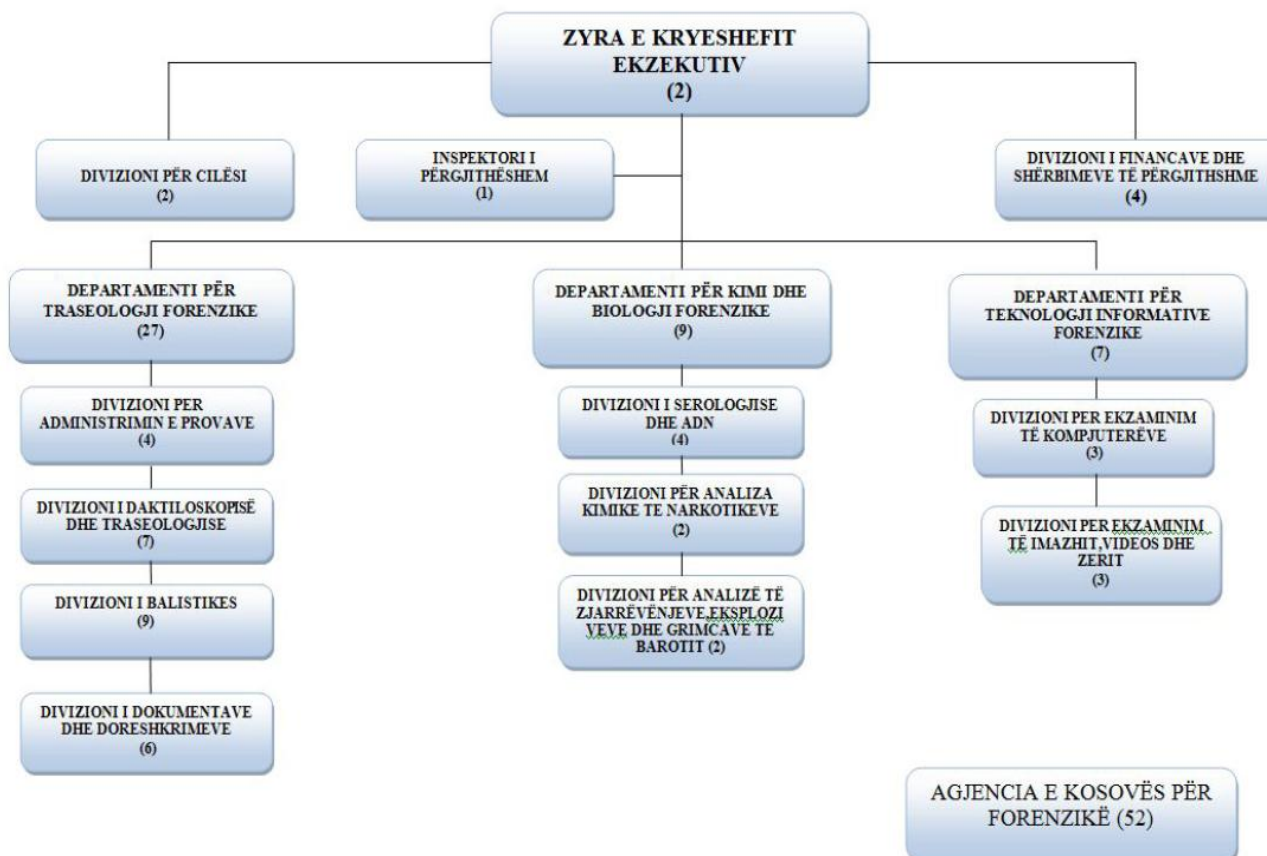 ZYRA E KRYESHEFIT
EKZEKUTIV
(2)
DIVIZIONI PËR CILËSI
(2)
INSPEKTORI I
PËRGJITHËSHEM
(1)
DIVIZIONI I FINANCAVE DHE
SHËRBIMEVE TË PËRGJITHSHME
(4)
DEPARTAMENTI PËR
TRASEOLOGJI FORENZIKE
(27)
DIVIZIONI PER
ADMINISTRIMIN E PROVAVE
(4)
DIVIZIONI I DAKTILOSKOPISË
DHE TRASEOLOGJISE
(7)
DIVIZIONI I BALISTIKES
(9)
DIVIZIONI I DOKUMENTAVE
DHE DORESHKRIMEVE
(6)
DEPARTAMENTI PËR KIMI DHE
BIOLOGJI FORENZIKE
(9)
DIVIZIONI I SEROLOGJISE
DHE ADN
(4)
DIVIZIONI PËR ANALIZA
KIMIKE TE NARKOTIKEVE
(2)
DIVIZIONI PËR ANALIZË TË
ZJARRËVËNJEVE,EKSPLOZI
VEVE DHE GRIMCAVE TE
BAROTIT (2)
DEPARTAMENTI PËR
TEKNOLOGJI INFORMATIVE
FORENZIKE
(7)
DIVIZIONI PER EKZAMINIM
TË KOMPJUTERËVE
(3)
DIVIZIONI PER EKZAMINIM
TË IMAZHIT,VIDEOS DHE
ZERIT
(3)
AGJENCIA E KOSOVËS PËR
FORENZIKË (52)